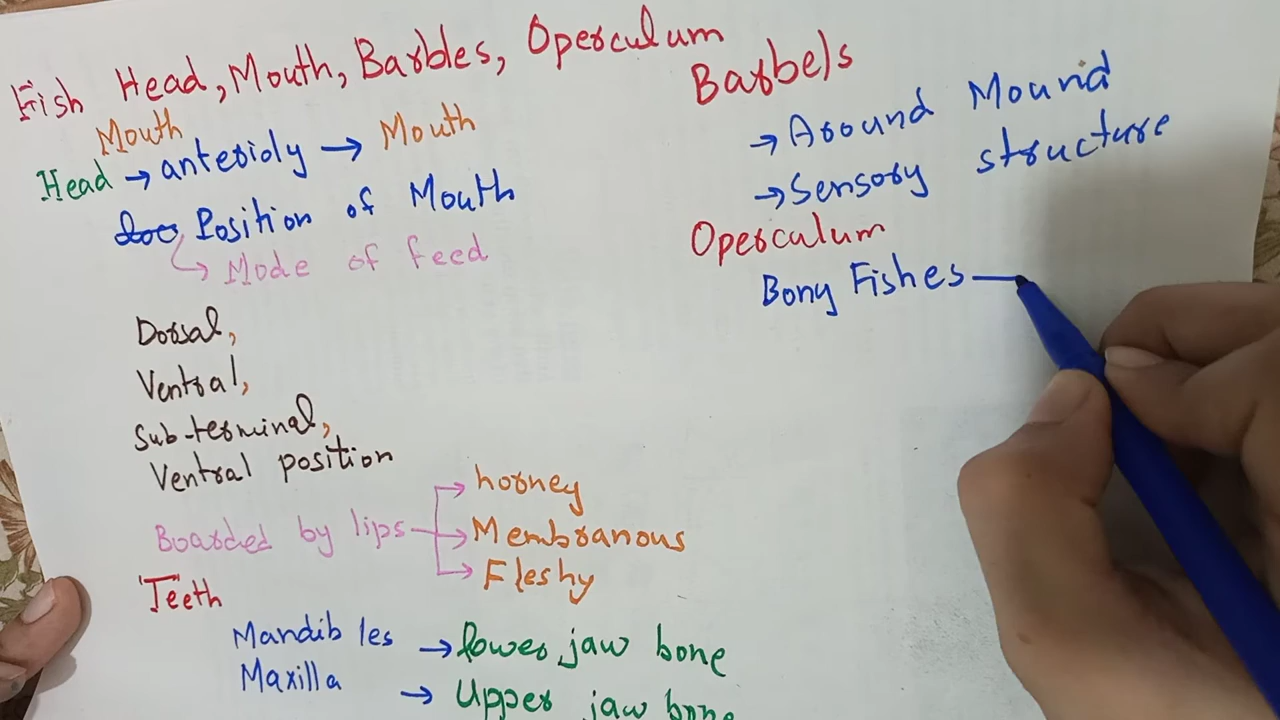 Fish Head, Mouth, Barbles, Operculum
Mouth
Head → anterioly → Mouth
Position of Mouth
↳ Mode of feed
Dorsal,
Ventral,
Sub-terminal,
Ventral position
Boarded by lips → horney
→ Membranous
→ Fleshy
Teeth
Mandibles → lower jaw bone
Maxilla → Upper jaw bone
Barbels
→ Around Mound
→ Sensory structure
Operculum
Bony Fishes —